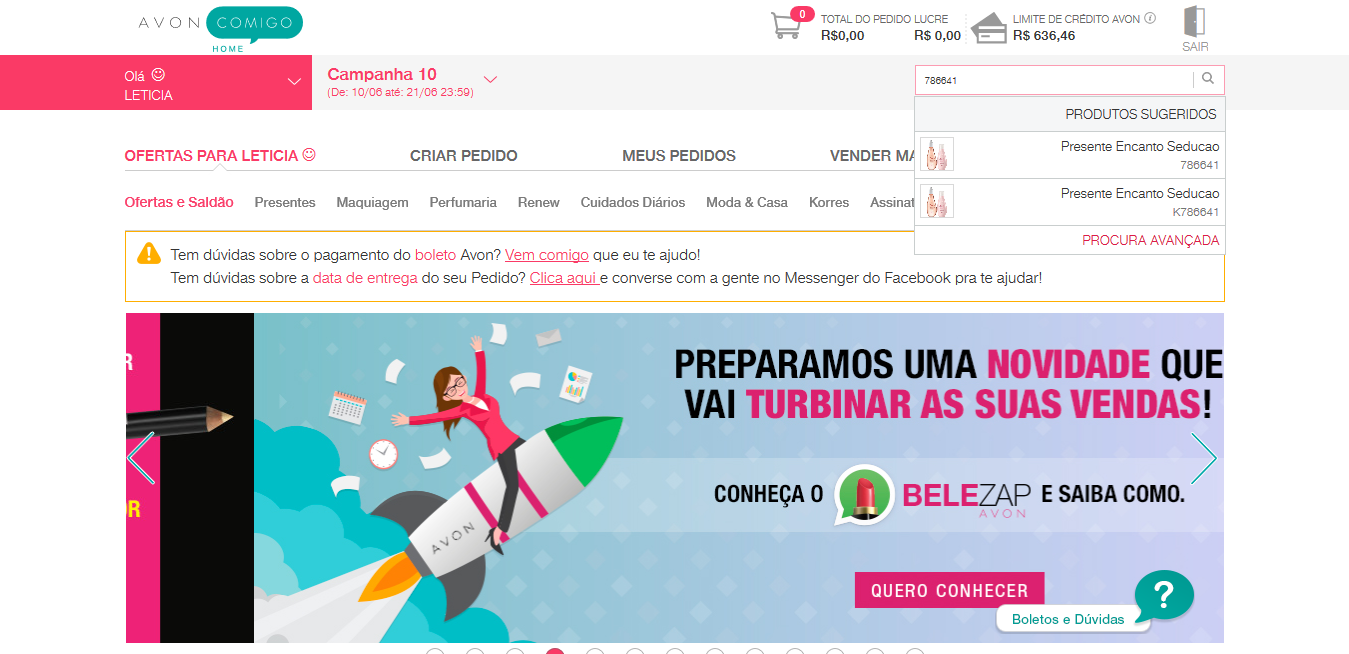 AVON COMIGO
HOME
0
TOTAL DO PEDIDO LUCRE
R$0,00 R$ 0,00
LIMITE DE CRÉDITO AVON
R$ 636,46
SAIR
Olá
LETICIA
Campanha 10
(De: 10/06 até: 21/06 23:59)
786641
PRODUTOS SUGERIDOS
Presente Encanto Seducao
786641
Presente Encanto Seducao
K786641
PROCURA AVANÇADA
OFERTAS PARA LETICIA CRIAR PEDIDO MEUS PEDIDOS VENDER MA
Ofertas e Saldão Presentes Maquiagem Perfumaria Renew Cuidados Diários Moda & Casa Korres Assinat
Tem dúvidas sobre o pagamento do boleto Avon? Vem comigo que eu te ajudo!
Tem dúvidas sobre a data de entrega do seu Pedido? Clica aqui e converse com a gente no Messenger do Facebook pra te ajudar!
R
OR
AVON
PREPARAMOS UMA NOVIDADE QUE
VAI TURBINAR AS SUAS VENDAS!
CONHEÇA O BELEZAP E SAIBA COMO.
AVON
QUERO CONHECER
?
Boletos e Dúvidas